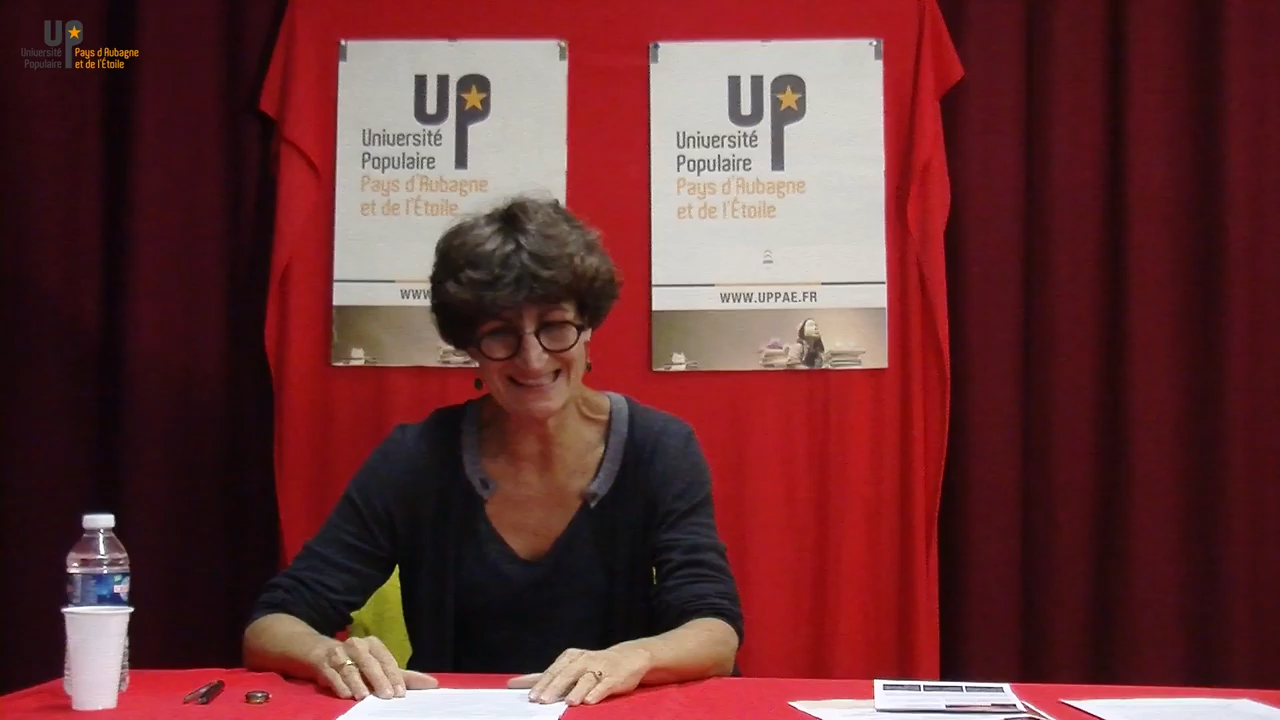 UP
Université
Populaire
Pays d'Aubagne
et de l'Étoile
UP
Université
Populaire
Pays d'Aubagne
et de l'Étoile
WWW
UP
Université
Populaire
Pays d'Aubagne
et de l'Étoile
WWW.UPPAE.FR